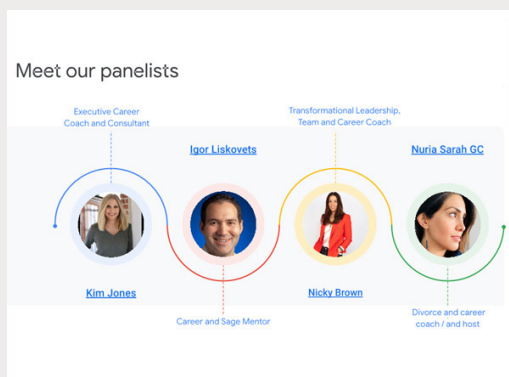 Meet our panelists
Executive Career
Coach and Consultant
Transformational Leadership,
Team and Career Coach
Igor Liskovets
Nuria Sarah GC
Kim Jones
Nicky Brown
Career and Sage Mentor
Divorce and career
coach / and host